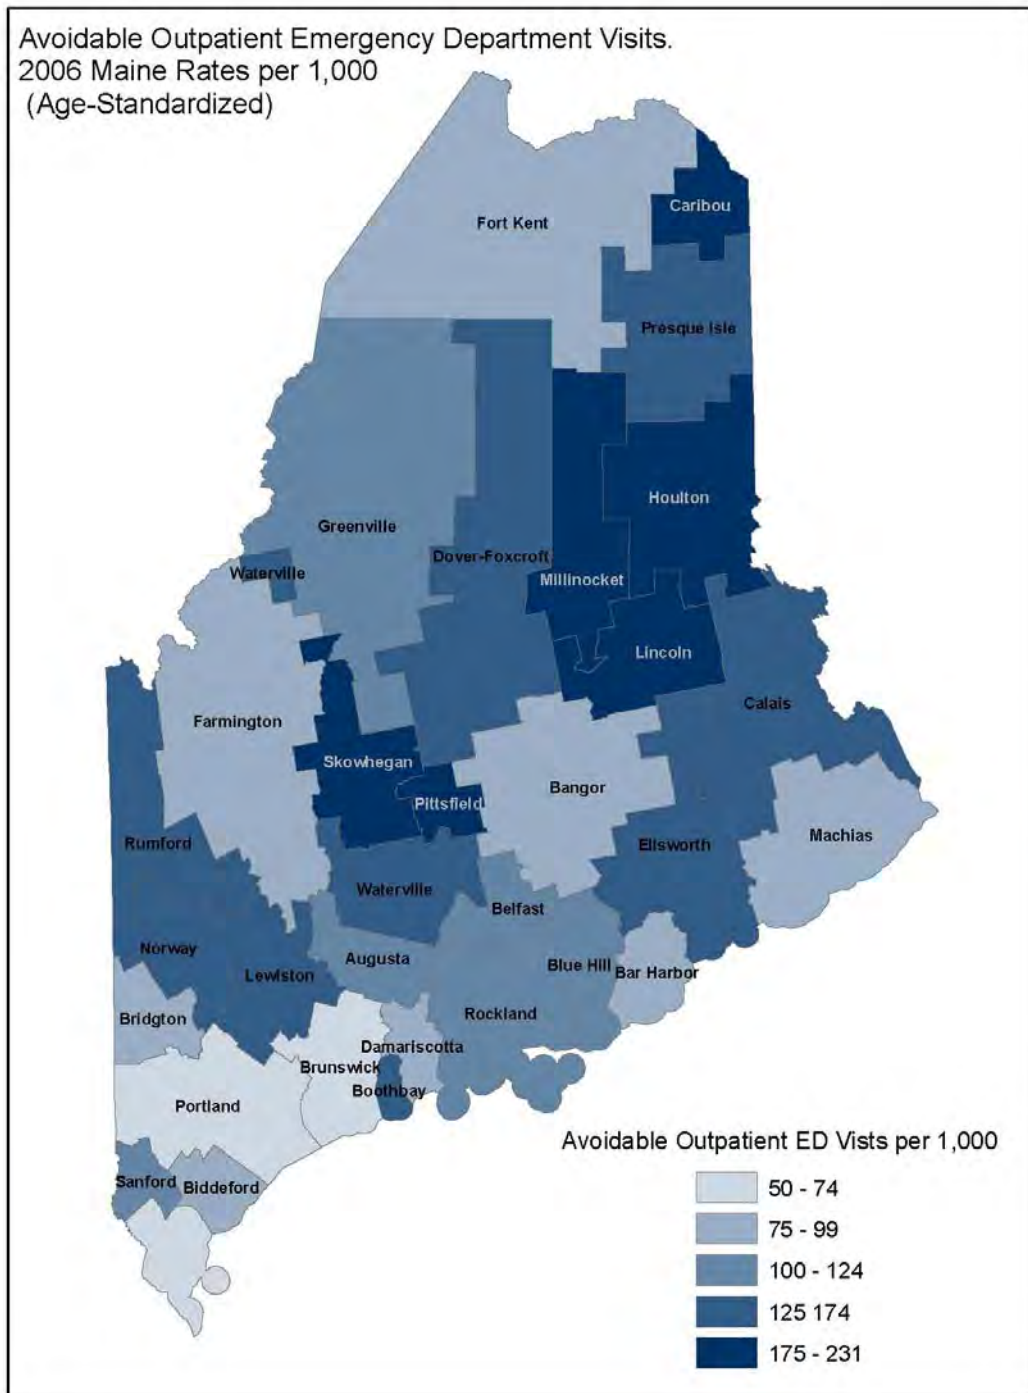 Avoidable Outpatient Emergency Department Visits.
2006 Maine Rates per 1,000
(Age-Standardized)
Caribou
Fort Kent
Presque Isle
Houlton
Greenville
Dover-Foxcroft
Waterville
Millinocket
Lincoln
Calais
Farmington
Skowhegan
Bangor
Pittsfield
Machias
Rumford
Ellsworth
Waterville
Belfast
Norway
Augusta
Blue Hill
Lewiston
Bar Harbor
Rockland
Bridgton
Damariscotta
Brunswick
Boothbay
Portland
Sanford
Biddeford
Avoidable Outpatient ED Vists per 1,000
50 - 74
75 - 99
100 - 124
125 174
175 - 231